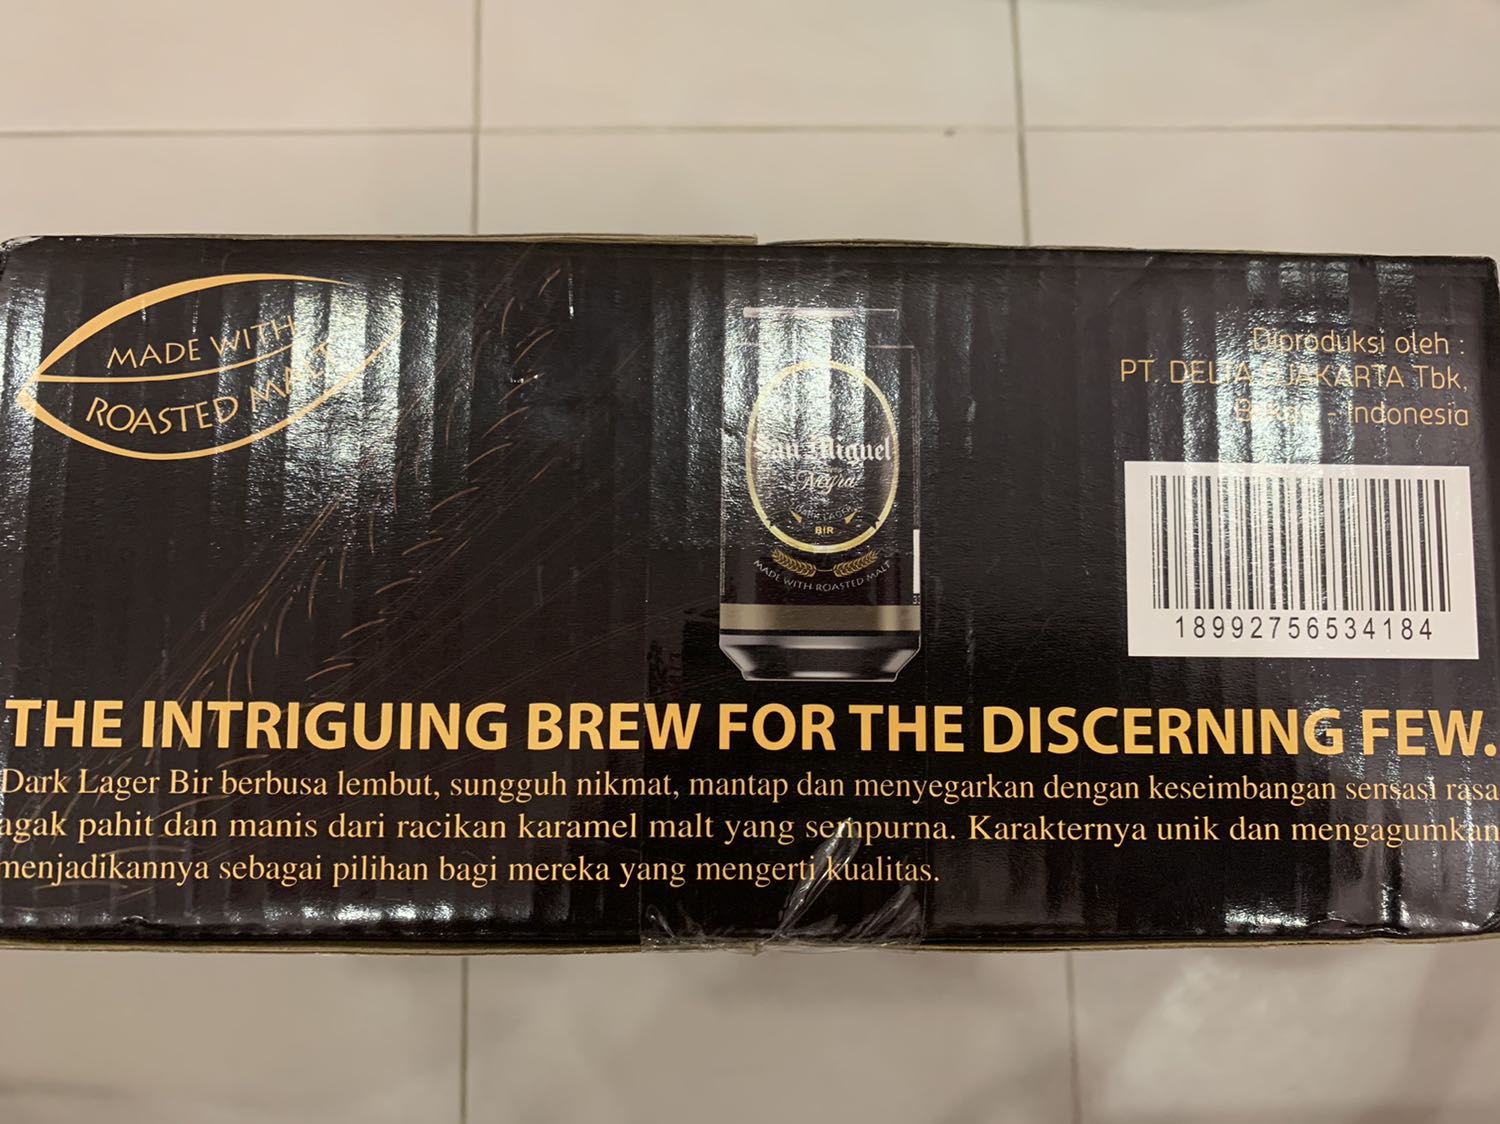 MADE WITH
ROASTED MALT
San Miguel
Negra
DARK LAGER
BIR
MADE WITH ROASTED MALT
Diproduksi oleh :
PT. DELTA DJAKARTA Tbk,
Bekasi - Indonesia
18992756534184
THE INTRIGUING BREW FOR THE DISCERNING FEW.
Dark Lager Bir berbusa lembut, sungguh nikmat, mantap dan menyegarkan dengan keseimbangan sensasi rasa
agak pahit dan manis dari racikan karamel malt yang sempurna. Karakternya unik dan mengagumkan
menjadikannya sebagai pilihan bagi mereka yang mengerti kualitas.